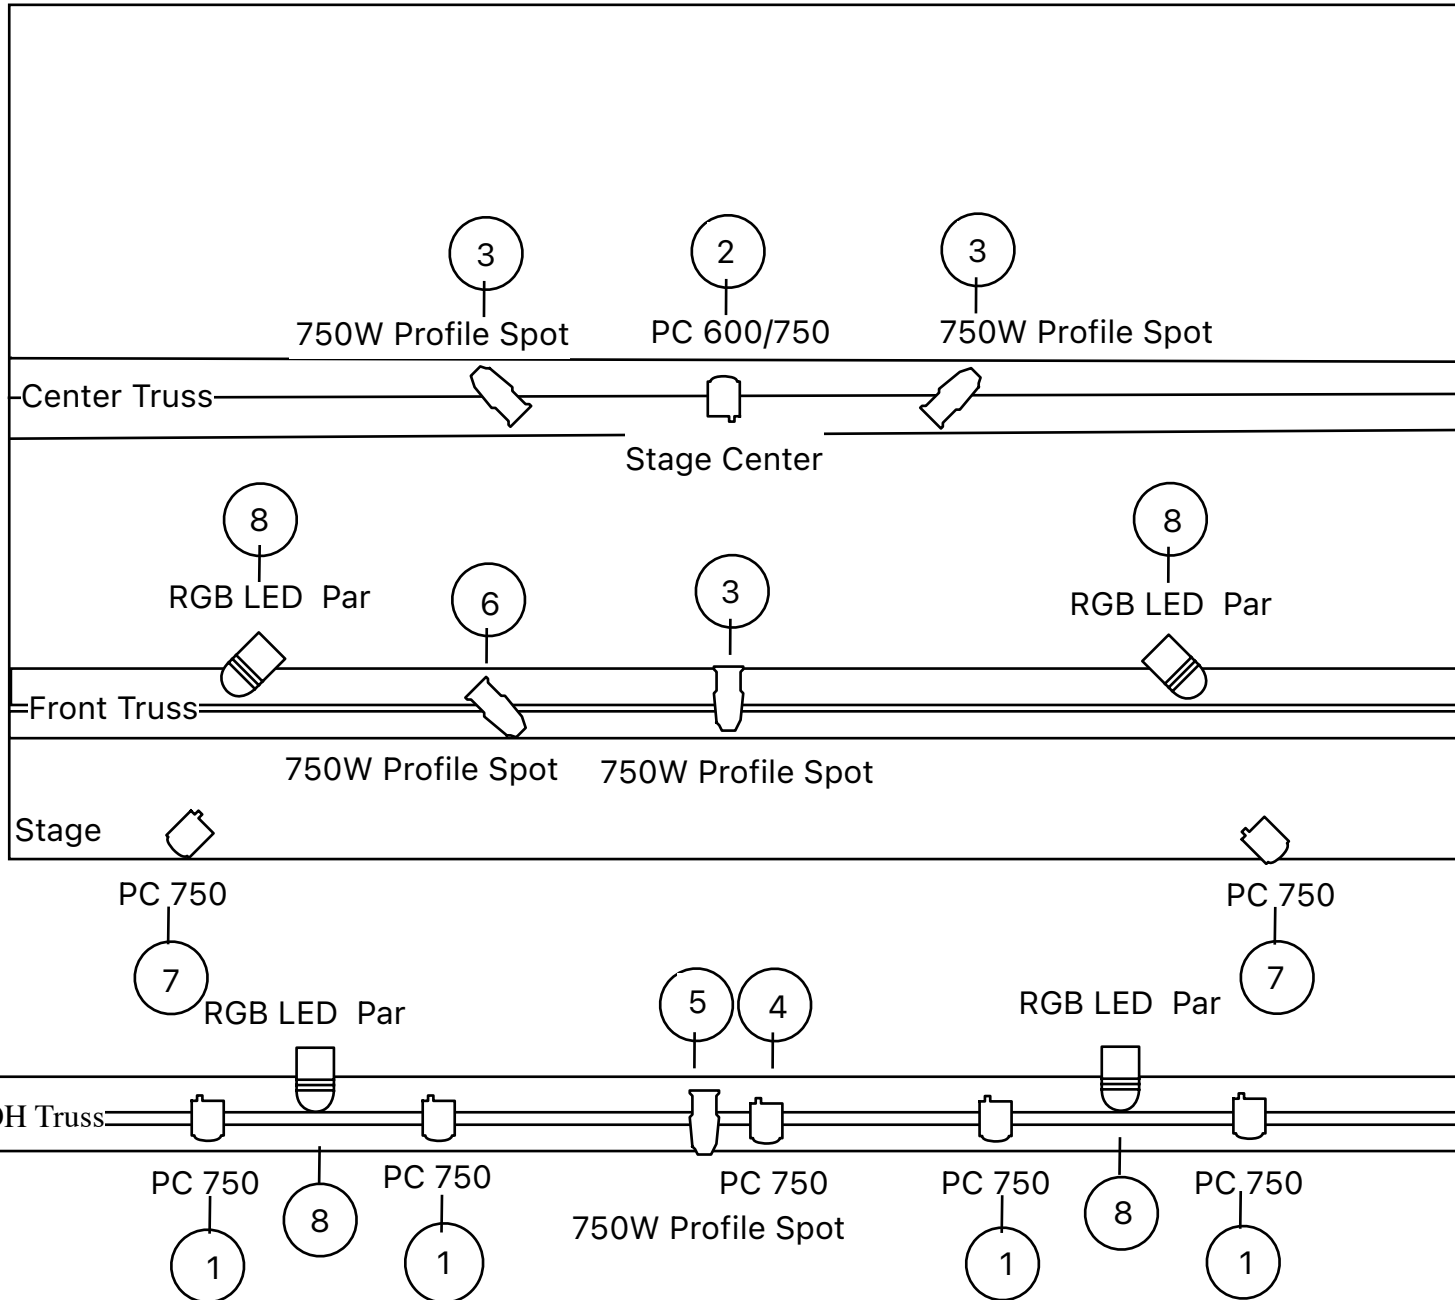 3 2 3
750W Profile Spot PC 600/750 750W Profile Spot
Center Truss
Stage Center
8 8
RGB LED Par RGB LED Par
6 3
Front Truss
750W Profile Spot 750W Profile Spot
Stage
PC 750 PC 750
7 7
RGB LED Par 5 4 RGB LED Par
H Truss
PC 750 PC 750 PC 750 PC 750 PC 750
8 750W Profile Spot 8
1 1 1 1